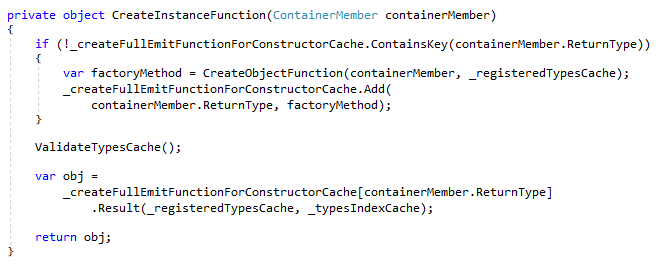 private object CreateInstanceFunction(ContainerMember containerMember)
{
if (!_createFullEmitFunctionForConstructorCache.ContainsKey(containerMember.ReturnType))
{
var factoryMethod = CreateObjectFunction(containerMember, _registeredTypesCache);
_createFullEmitFunctionForConstructorCache.Add(
containerMember.ReturnType, factoryMethod);
}
ValidateTypesCache();
var obj =
_createFullEmitFunctionForConstructorCache[containerMember.ReturnType]
.Result(_registeredTypesCache, _typesIndexCache);
return obj;
}